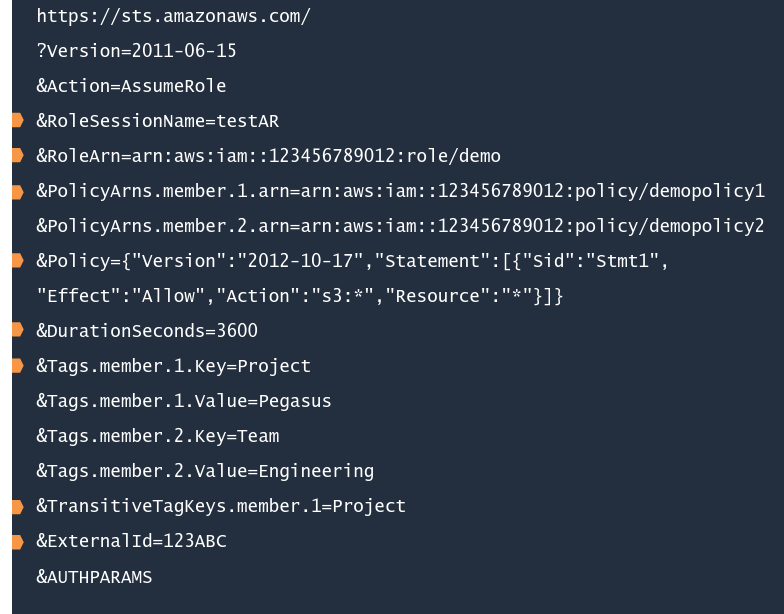 https://sts.amazonaws.com/
?Version=2011-06-15
&Action=AssumeRole
&RoleSessionName=testAR
&RoleArn=arn:aws:iam::123456789012:role/demo
&PolicyArns.member.1.arn=arn:aws:iam::123456789012:policy/demopolicy1
&PolicyArns.member.2.arn=arn:aws:iam::123456789012:policy/demopolicy2
&Policy={"Version":"2012-10-17","Statement":[{"Sid":"Stmt1",
"Effect":"Allow","Action":"s3:*","Resource":"*"}]}
&DurationSeconds=3600
&Tags.member.1.Key=Project
&Tags.member.1.Value=Pegasus
&Tags.member.2.Key=Team
&Tags.member.2.Value=Engineering
&TransitiveTagKeys.member.1=Project
&ExternalId=123ABC
&AUTHPARAMS